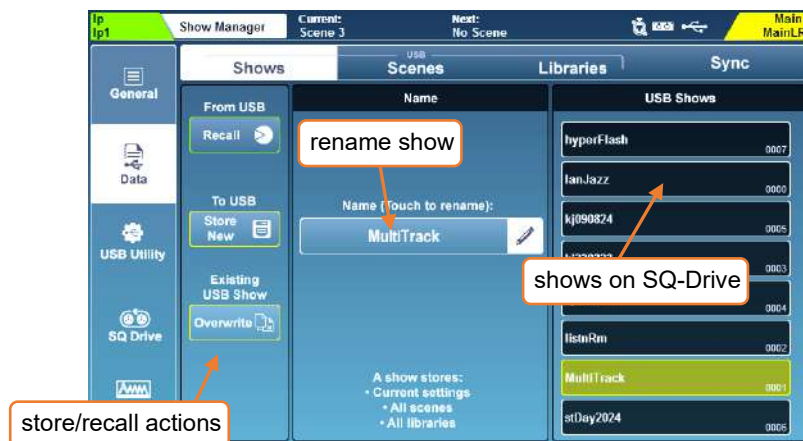 Ip
Ip1
Show Manager
Current:
Scene 3
Next:
No Scene
Main
MainLR
General
Data
USB Utility
SQ Drive
Shows
USB
Scenes
Libraries
Sync
From USB
Recall
To USB
Store
New
Existing
USB Show
Overwrite
store/recall actions
Name
rename show
Name (Touch to rename):
MultiTrack
A show stores:
• Current settings
• All scenes
• All libraries
USB Shows
hyperFlash
0007
IanJazz
0000
kj090824
0005
0003
shows on SQ-Drive
0004
listnRm
0002
MultiTrack
0001
stDay2024
0006